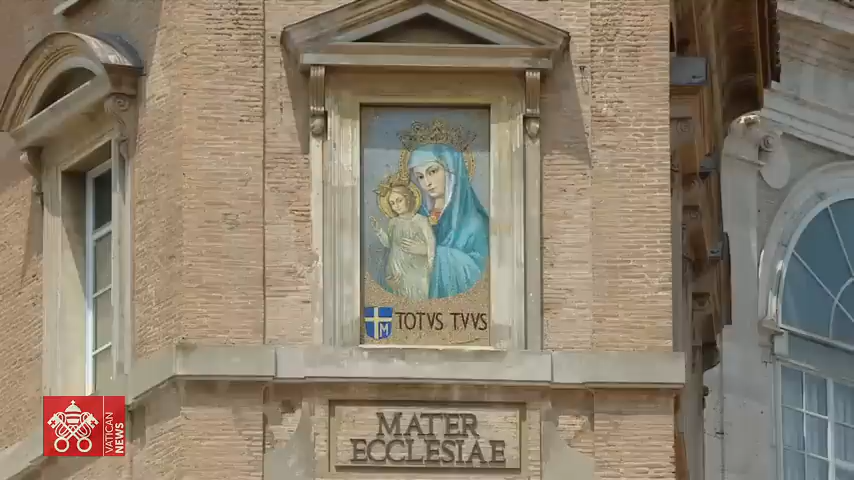 TOTVS TVVS
M
MATER
ECCLESIAE
VATICAN
NEWS